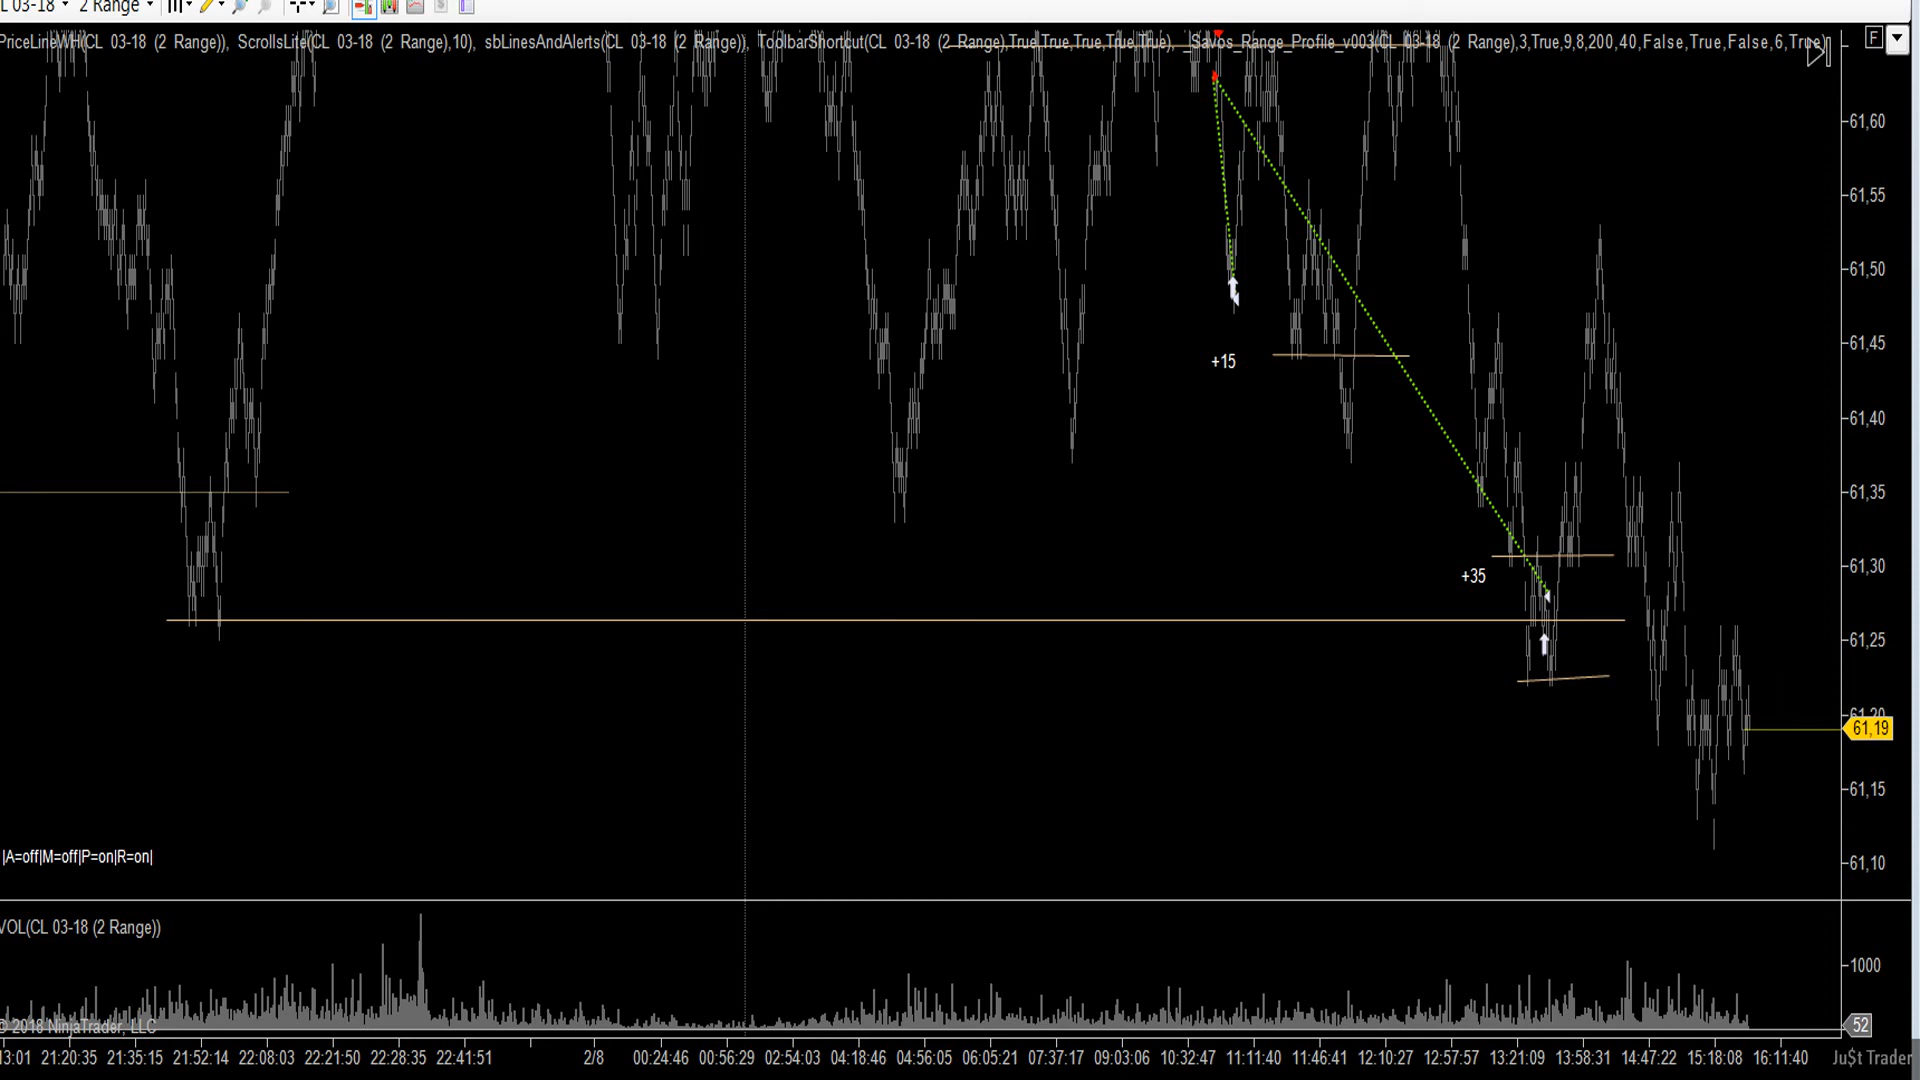 L 03-18 2 Range
PriceLineWH(CL 03-18 (2 Range)), ScrollsLite(CL 03-18 (2 Range),10), sbLinesAndAlerts(CL 03-18 (2 Range)), ToolbarShortcut(CL 03-18 (2 Range),True,True,True,True,True), _Savos_Range_Profile_v003(CL 03-18 (2 Range),3,True,9,8,200,40,False,True,False,6,True)
F
61,60
61,55
61,50
61,45
+15
61,40
61,35
61,30
+35
61,25
61,20
61,19
61,15
|A=off|M=off|P=on|R=on|
61,10
VOL(CL 03-18 (2 Range))
1000
© 2018 NinjaTrader, LLC
52
13:01 21:20:35 21:35:15 21:52:14 22:08:03 22:21:50 22:28:35 22:41:51 2/8 00:24:46 00:56:29 02:54:03 04:18:46 04:56:05 06:05:21 07:37:17 09:03:06 10:32:47 11:11:40 11:46:41 12:10:27 12:57:57 13:21:09 13:58:31 14:47:22 15:18:08 16:11:40 Ju$t Trader